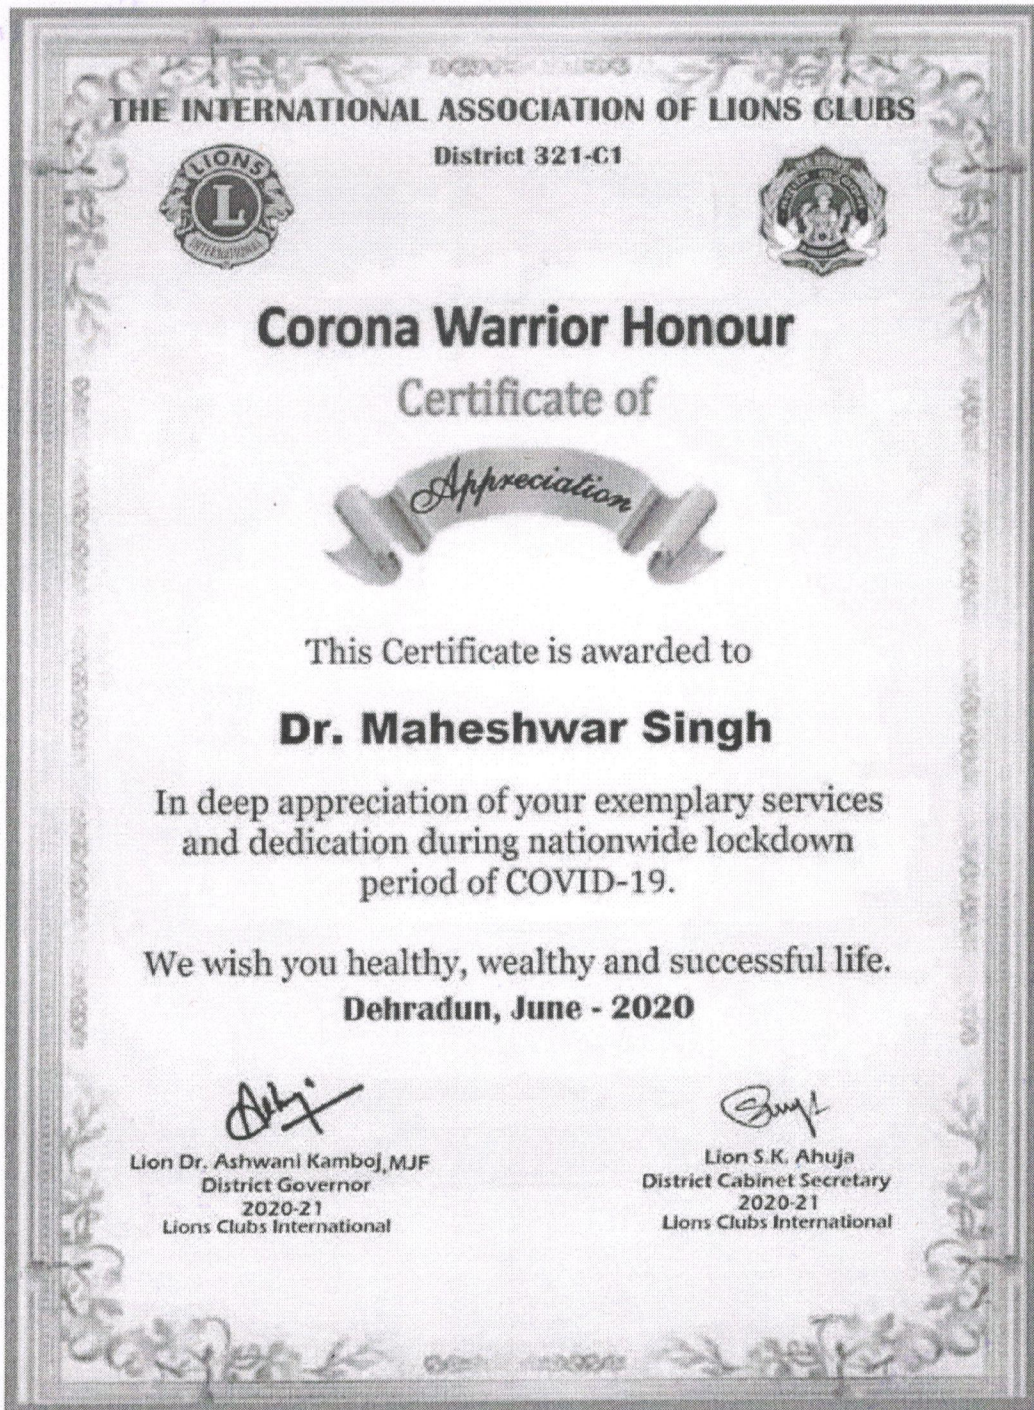 THE INTERNATIONAL ASSOCIATION OF LIONS CLUBS
District 321-C1
LIONS
L
INTERNATIONAL
Corona Warrior Honour
Certificate of
Appreciation
This Certificate is awarded to
Dr. Maheshwar Singh
In deep appreciation of your exemplary services
and dedication during nationwide lockdown
period of COVID-19.
We wish you healthy, wealthy and successful life.
Dehradun, June - 2020
Lion Dr. Ashwani Kamboj,MJF
District Governor
2020-21
Lions Clubs International
Lion S.K. Ahuja
District Cabinet Secretary
2020-21
Lions Clubs International